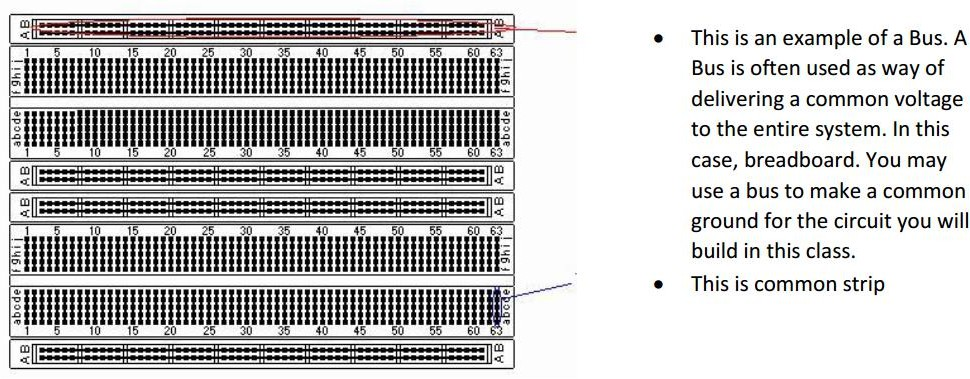 B B
A A
1 5 10 15 20 25 30 35 40 45 50 55 60 63
f g h i j f g h i j
a b c d e a b c d e
1 5 10 15 20 25 30 35 40 45 50 55 60 63
A B A B
A B A B
1 5 10 15 20 25 30 35 40 45 50 55 60 63
f g h i j f g h i j
a b c d e a b c d e
1 5 10 15 20 25 30 35 40 45 50 55 60 63
A B A B
• This is an example of a Bus. A
Bus is often used as way of
delivering a common voltage
to the entire system. In this
case, breadboard. You may
use a bus to make a common
ground for the circuit you will
build in this class.
• This is common strip